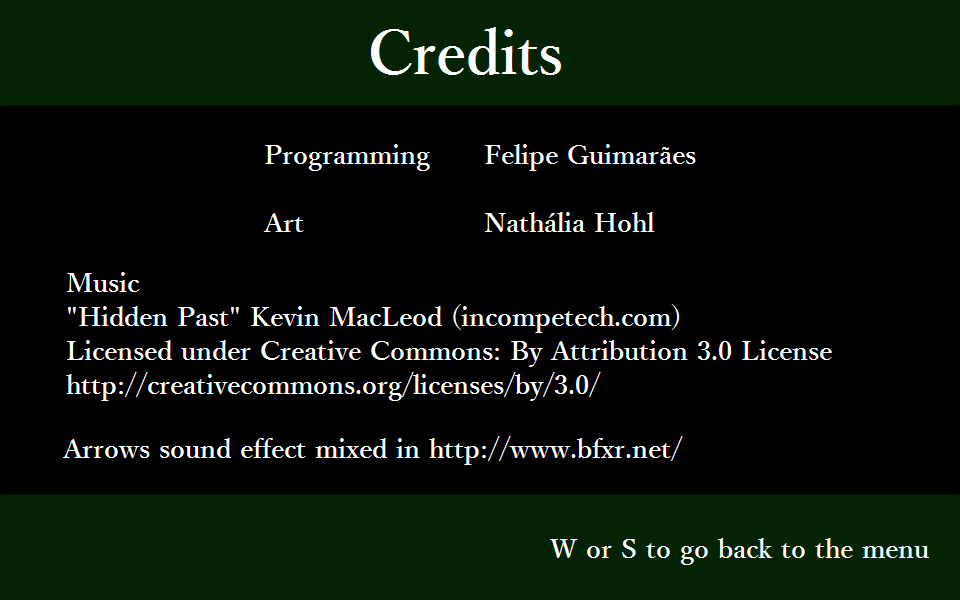 Credits
Programming Felipe Guimarães
Art Nathália Hohl
Music
"Hidden Past" Kevin MacLeod (incompetech.com)
Licensed under Creative Commons: By Attribution 3.0 License
http://creativecommons.org/licenses/by/3.0/
Arrows sound effect mixed in http://www.bfxr.net/
W or S to go back to the menu